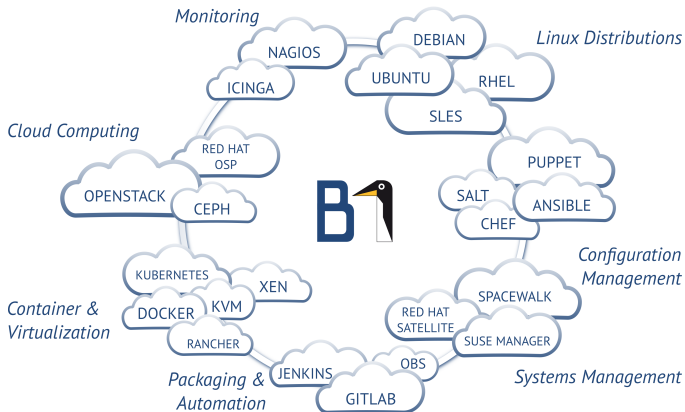 Monitoring
NAGIOS
ICINGA
DEBIAN
UBUNTU
RHEL
SLES
Linux Distributions
Cloud Computing
RED HAT
OSP
OPENSTACK
CEPH
B1
PUPPET
SALT
ANSIBLE
CHEF
Configuration
Management
KUBERNETES
XEN
DOCKER
KVM
RANCHER
Container &
Virtualization
SPACEWALK
RED HAT
SATELLITE
SUSE MANAGER
Systems Management
Packaging &
Automation
JENKINS
OBS
GITLAB